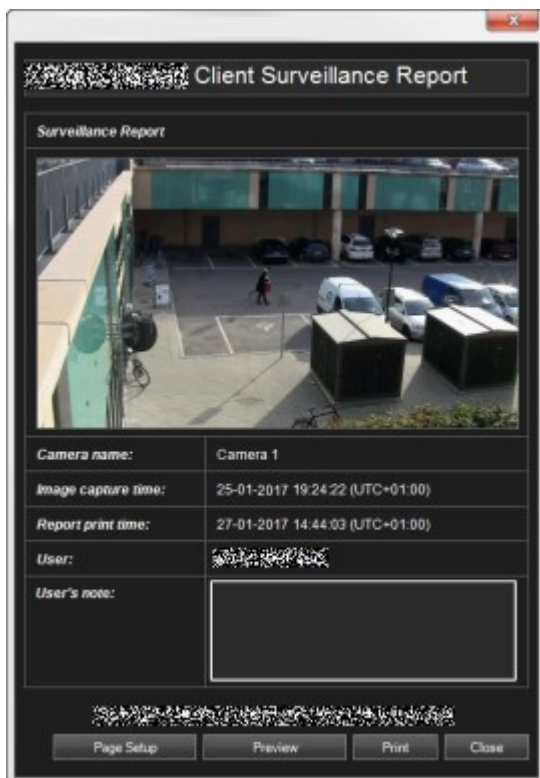 Client Surveillance Report
Surveillance Report
Camera name: Camera 1
Image capture time: 25-01-2017 19:24:22 (UTC+01:00)
Report print time: 27-01-2017 14:44:03 (UTC+01:00)
User:
User's note:
Page Setup Preview Print Close